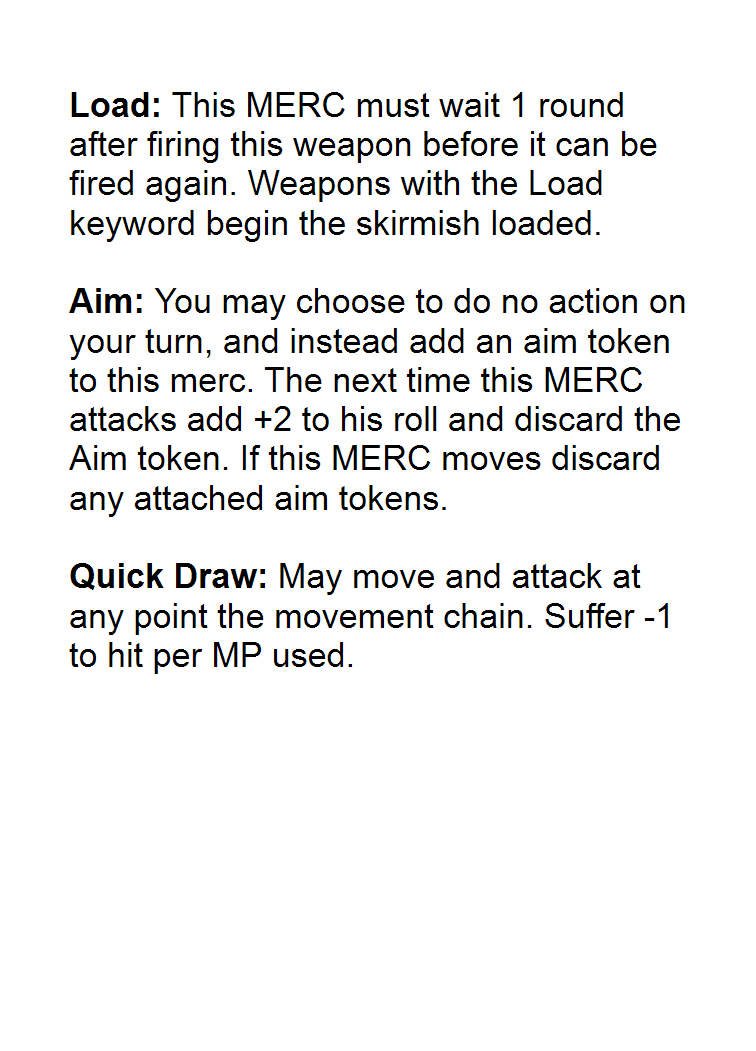 Load: This MERC must wait 1 round
after firing this weapon before it can be
fired again. Weapons with the Load
keyword begin the skirmish loaded.
Aim: You may choose to do no action on
your turn, and instead add an aim token
to this merc. The next time this MERC
attacks add +2 to his roll and discard the
Aim token. If this MERC moves discard
any attached aim tokens.
Quick Draw: May move and attack at
any point the movement chain. Suffer -1
to hit per MP used.